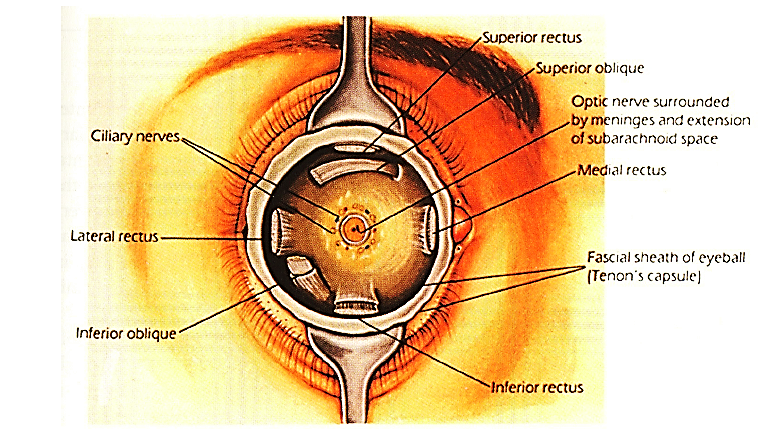 Superior rectus
Superior oblique
Optic nerve surrounded
by meninges and extension
of subarachnoid space
Ciliary nerves
Medial rectus
Lateral rectus
Fascial sheath of eyeball
(Tenon's capsule)
Inferior oblique
Inferior rectus